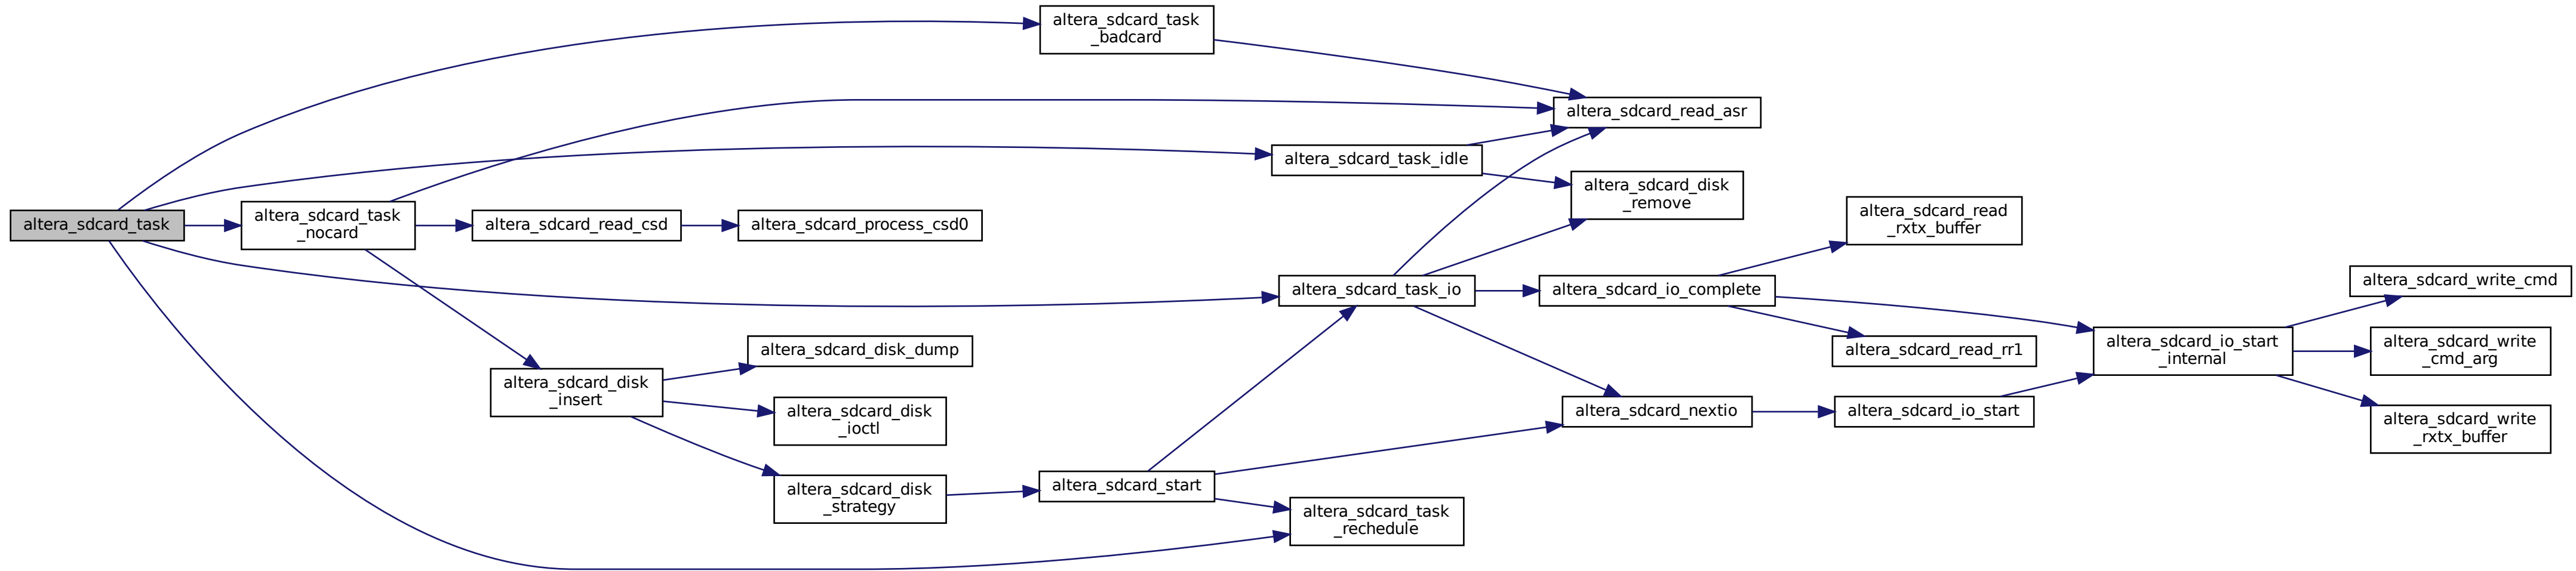 altera_sdcard_task
altera_sdcard_task
_badcard
altera_sdcard_read_asr
altera_sdcard_task_idle
altera_sdcard_disk
_remove
altera_sdcard_task
_nocard
altera_sdcard_read_csd
altera_sdcard_process_csd0
altera_sdcard_read
_rxtx_buffer
altera_sdcard_task_io
altera_sdcard_io_complete
altera_sdcard_write_cmd
altera_sdcard_io_start
_internal
altera_sdcard_write
_cmd_arg
altera_sdcard_read_rr1
altera_sdcard_disk_dump
altera_sdcard_disk
_insert
altera_sdcard_disk
_ioctl
altera_sdcard_nextio
altera_sdcard_io_start
altera_sdcard_write
_rxtx_buffer
altera_sdcard_disk
_strategy
altera_sdcard_start
altera_sdcard_task
_rechedule